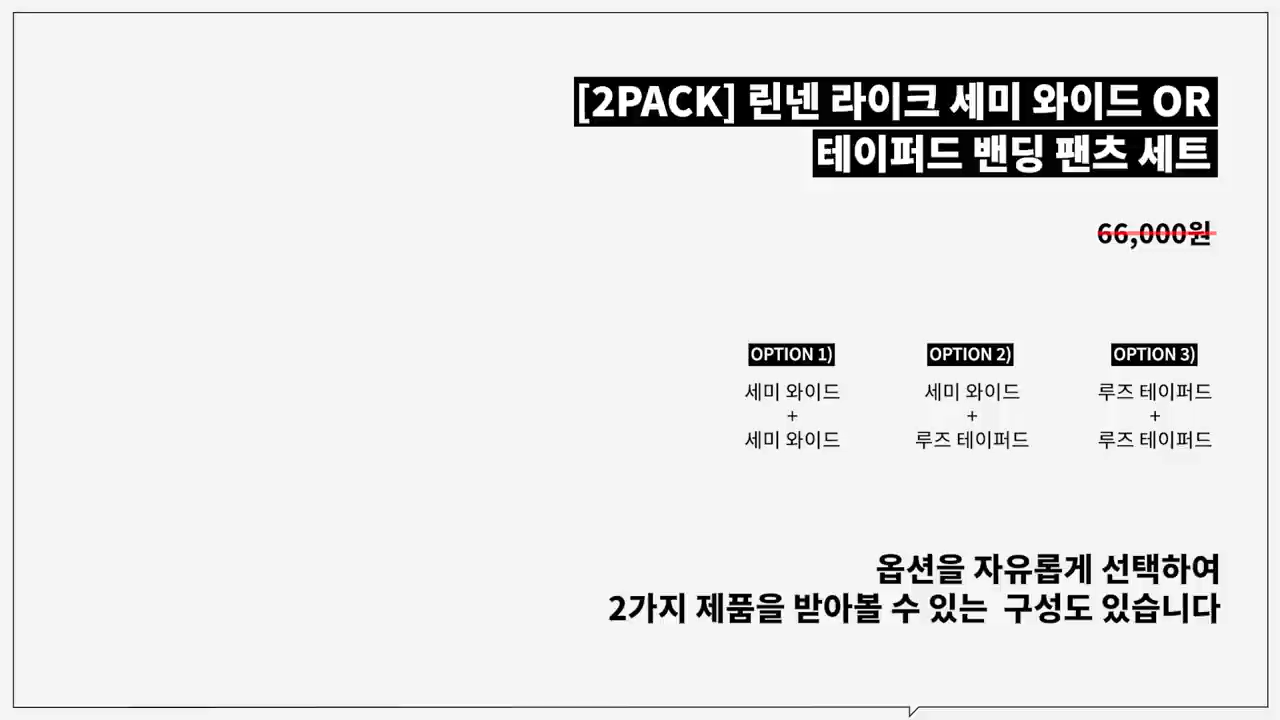 [2PACK] 린넨 라이크 세미 와이드 OR
테이퍼드 밴딩 팬츠 세트
66,000원
OPTION 1)
세미 와이드
+
세미 와이드
OPTION 2)
세미 와이드
+
루즈 테이퍼드
OPTION 3)
루즈 테이퍼드
+
루즈 테이퍼드
옵션을 자유롭게 선택하여
2가지 제품을 받아볼 수 있는 구성도 있습니다